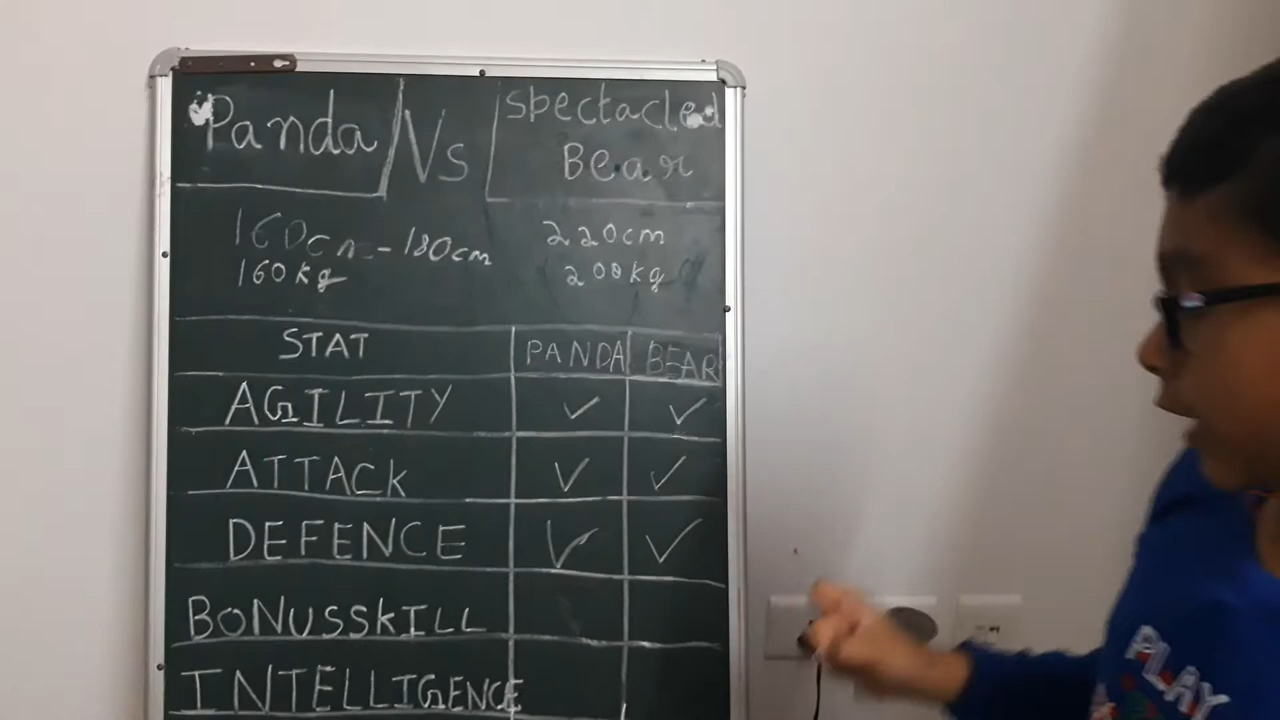 Panda Vs Spectacled
Bear
160cm-180cm 220cm
160kg 200kg
STAT PANDA BEAR
AGILITY ✓ ✓
ATTACK ✓ ✓
DEFENCE ✓ ✓
BONUSSKILL
INTELLIGENCE
PLAY